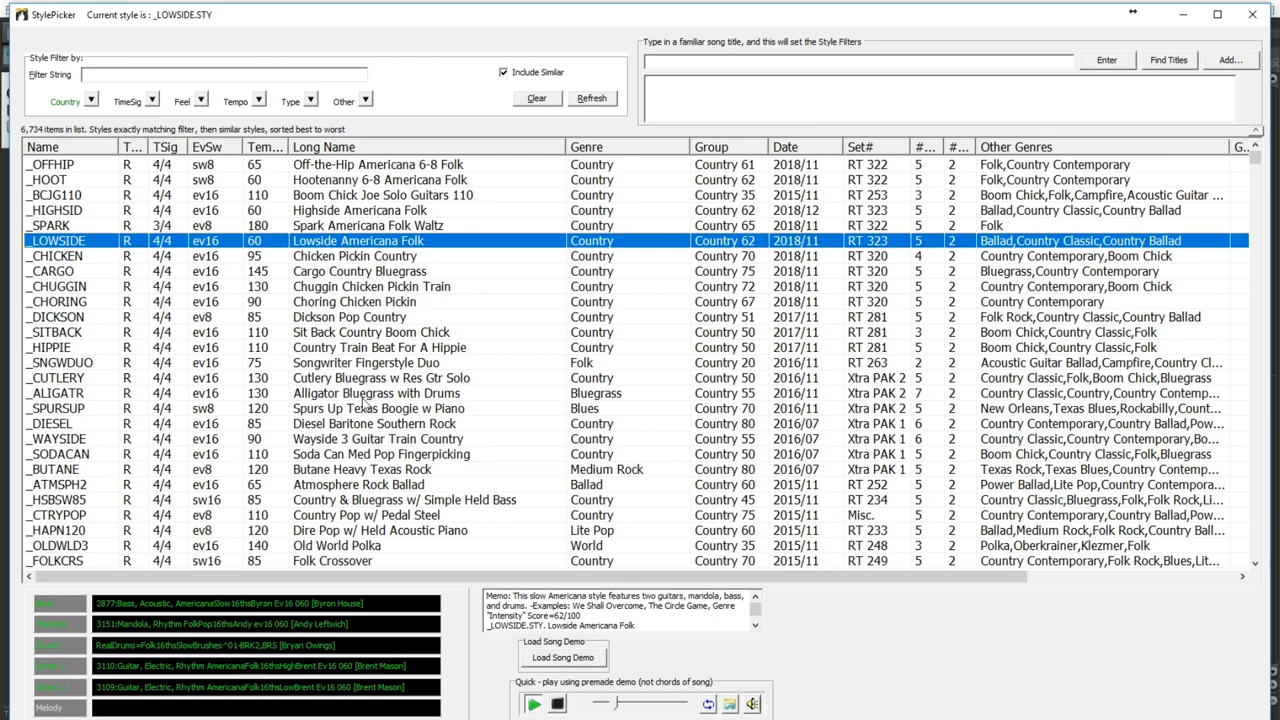 StylePicker Current style is : _LOWSIDE.STY
Style Filter by:
Filter String
Include Similar
Country TimeSig Feel Tempo Type Other Clear Refresh
Type in a familiar song title, and this will set the Style Filters
Enter Find Titles Add...
6,734 items in list. Styles exactly matching filter, then similar styles, sorted best to worst
Name T... TSig EvSw Tem... Long Name Genre Group Date Set# #... #... Other Genres G..
_OFFHIP R 4/4 sw8 65 Off-the-Hip Americana 6-8 Folk Country Country 61 2018/11 RT 322 5 2 Folk,Country Contemporary
_HOOT R 4/4 sw8 60 Hootenanny 6-8 Americana Folk Country Country 62 2018/11 RT 322 5 2 Folk,Country Contemporary
_BCJG110 R 4/4 ev16 110 Boom Chick Joe Solo Guitars 110 Country Country 35 2015/11 RT 253 3 2 Boom Chick,Folk,Campfire,Acoustic Guitar ...
_HIGHSID R 4/4 ev16 60 Highside Americana Folk Country Country 62 2018/12 RT 323 5 2 Ballad,Country Classic,Country Ballad
_SPARK R 3/4 ev8 180 Spark Americana Folk Waltz Country Country 65 2018/11 RT 322 5 2 Folk
_LOWSIDE R 4/4 ev16 60 Lowside Americana Folk Country Country 62 2018/11 RT 323 5 2 Ballad,Country Classic,Country Ballad
_CHICKEN R 4/4 ev16 95 Chicken Pickin Country Country Country 70 2018/11 RT 320 4 2 Country Contemporary,Boom Chick
_CARGO R 4/4 ev16 145 Cargo Country Bluegrass Country Country 75 2018/11 RT 320 5 2 Bluegrass,Country Contemporary
_CHUGGIN R 4/4 ev16 130 Chuggin Chicken Pickin Train Country Country 72 2018/11 RT 320 5 2 Country Contemporary,Boom Chick
_CHORING R 4/4 ev16 90 Choring Chicken Pickin Country Country 67 2018/11 RT 320 5 2 Country Contemporary
_DICKSON R 4/4 ev8 85 Dickson Pop Country Country Country 51 2017/11 RT 281 5 2 Folk Rock,Country Classic,Country Ballad
_SITBACK R 4/4 ev16 110 Sit Back Country Boom Chick Country Country 50 2017/11 RT 281 3 2 Boom Chick,Country Classic,Folk
_HIPPIE R 4/4 ev16 110 Country Train Beat For A Hippie Country Country 50 2017/11 RT 281 3 2 Boom Chick,Country Classic,Folk
_SNGWDUO R 4/4 ev16 75 Songwriter Fingerstyle Duo Folk Country 20 2016/11 RT 263 2 2 Acoustic Guitar Ballad,Campfire,Country Cl...
_CUTLERY R 4/4 ev16 130 Cutlery Bluegrass w Res Gtr Solo Country Country 50 2016/11 Xtra PAK 2 5 2 Country Classic,Folk,Boom Chick,Bluegrass
_ALIGATR R 4/4 ev16 130 Alligator Bluegrass with Drums Bluegrass Country 55 2016/11 Xtra PAK 2 7 2 Country Classic,Country Contemporary
_SPURSUP R 4/4 sw8 120 Spurs Up Texas Boogie w Piano Blues Country 70 2016/11 Xtra PAK 2 5 2 New Orleans,Texas Blues,Rockabilly,Count...
_DIESEL R 4/4 ev16 85 Diesel Baritone Southern Rock Country Country 80 2016/07 Xtra PAK 1 5 2 Country Classic,Country Contemporary,Pow...
_WAYSIDE R 4/4 ev16 90 Wayside 3 Guitar Train Country Country Country 55 2016/07 Xtra PAK 1 6 2 Country Classic,Country Contemporary,Bo...
_SODACAN R 4/4 ev16 110 Soda Can Med Pop Fingerpicking Country Country 50 2016/07 Xtra PAK 1 5 2 Boom Chick,Country Classic,Folk,Bluegrass
_BUTANE R 4/4 ev8 120 Butane Heavy Texas Rock Medium Rock Country 80 2016/07 Xtra PAK 1 5 2 Texas Rock,Texas Blues,Country Contemp...
_ATMSPH2 R 4/4 ev16 65 Atmosphere Rock Ballad Ballad Country 60 2015/11 RT 252 5 2 Power Ballad,Lite Pop,Country Contempor...
_HSBSW85 R 4/4 sw16 85 Country & Bluegrass w/ Simple Held Bass Country Country 45 2015/11 RT 234 5 2 Country Classic,Bluegrass,Folk,Folk Rock,Li...
_CTRYPOP R 4/4 ev8 110 Country Pop w/ Pedal Steel Country Country 55 2015/11 Misc. 5 2 Country Classic,Country Contemporary,Pow...
_HAPN120 R 4/4 ev8 120 Dire Pop w/ Held Acoustic Piano Lite Pop Country 60 2015/11 RT 233 5 2 Ballad,Medium Rock,Folk Rock,Country Ball...
_OLDWLD3 R 4/4 ev16 140 Old World Polka World Country 35 2015/11 RT 248 3 2 Polka,Oberkrainer,Klezmer,Folk
_FOLKCRS R 4/4 sw16 85 Folk Crossover Country Country 35 2015/11 RT 249 5 2 Country Contemporary,Folk Rock,Blues,Lit...
2877:Bass, Acoustic, AmericanaSlow16thsByron Ev16 060 [Byron House]
3151:Mandola, Rhythm FolkPop16thsAndy ev16 060 [Andy Leftwich]
RealDrums=Folk16thsSlowBrushes^01-BRK2,BRS [Bryan Owings]
3110:Guitar, Electric, Rhythm AmericanaFolk16thsHighBrent Ev16 060 [Brent Mason]
3109:Guitar, Electric, Rhythm AmericanaFolk16thsLowBrent Ev16 060 [Brent Mason]
Melody
Memo: This slow Americana style features two guitars, mandola, bass,
and drums. -Examples: We Shall Overcome, The Circle Game, Genre
"Intensity" Score=62/100
_LOWSIDE.STY. Lowside Americana Folk
Load Song Demo
Load Song Demo
Quick - play using premade demo (not chords of song)